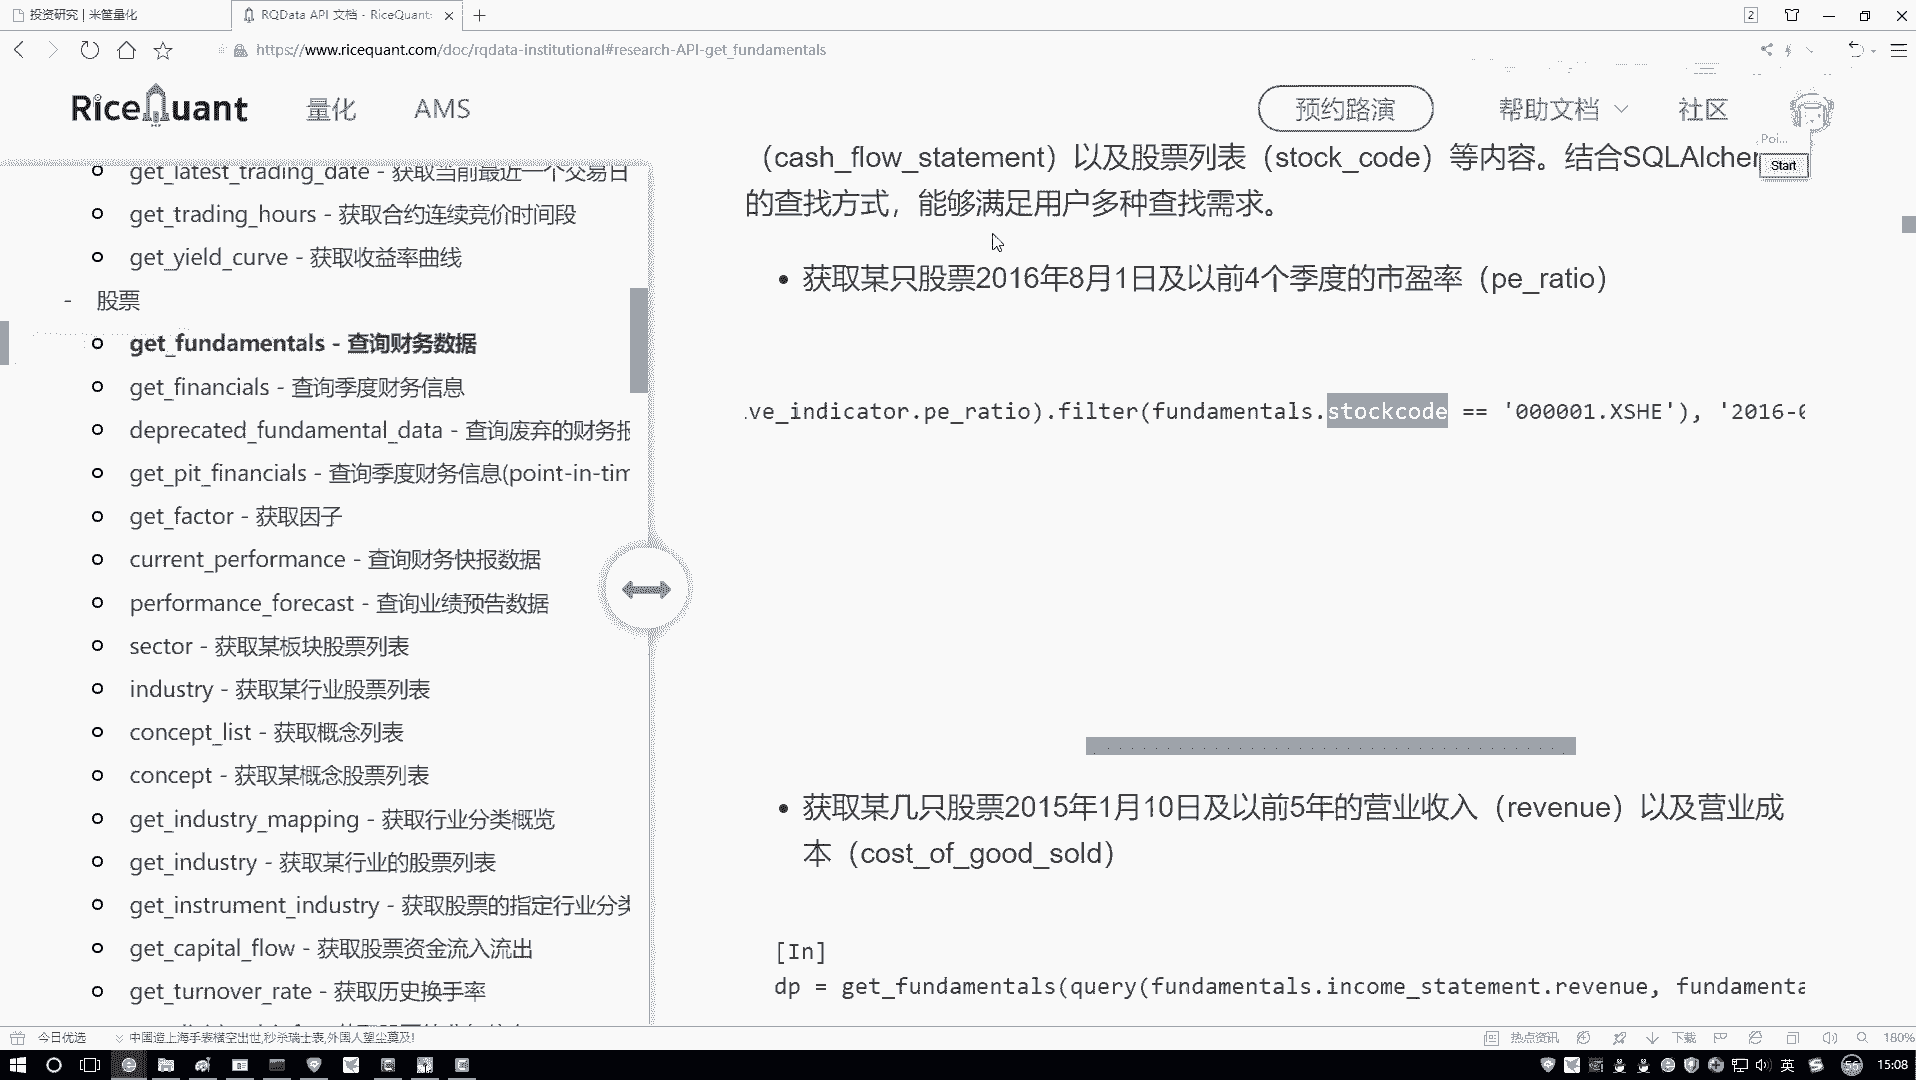 投资研究 | 米筐量化
RQData API 文档 - RiceQuant:
2
https://www.ricequant.com/doc/rqdata-institutional#research-API-get_fundamentals
RiceQuant
量化
AMS
预约路演
帮助文档
社区
Poi...
Start
get_latest_trading_date - 获取当前最近一个交易日
get_trading_hours - 获取合约连续竞价时间段
get_yield_curve - 获取收益率曲线
- 股票
get_fundamentals - 查询财务数据
get_financials - 查询季度财务信息
deprecated_fundamental_data - 查询废弃的财务报
get_pit_financials - 查询季度财务信息(point-in-tim
get_factor - 获取因子
current_performance - 查询财务快报数据
performance_forecast - 查询业绩预告数据
sector - 获取某板块股票列表
industry - 获取某行业股票列表
concept_list - 获取概念列表
concept - 获取某概念股票列表
get_industry_mapping - 获取行业分类概览
get_industry - 获取某行业的股票列表
get_instrument_industry - 获取股票的指定行业分类
get_capital_flow - 获取股票资金流入流出
get_turnover_rate - 获取历史换手率
（cash_flow_statement）以及股票列表（stock_code）等内容。结合SQLAlchem
的查找方式，能够满足用户多种查找需求。
获取某只股票2016年8月1日及以前4个季度的市盈率（pe_ratio）
.ve_indicator.pe_ratio).filter(fundamentals.stockcode == '000001.XSHE'), '2016-0
获取某几只股票2015年1月10日及以前5年的营业收入（revenue）以及营业成
本（cost_of_good_sold）
[In]
dp = get_fundamentals(query(fundamentals.income_statement.revenue, fundamenta
今日优选
中国造上海手表横空出世,秒杀瑞士表,外国人望尘莫及!
热点资讯
下载
180%
英
56
15:08